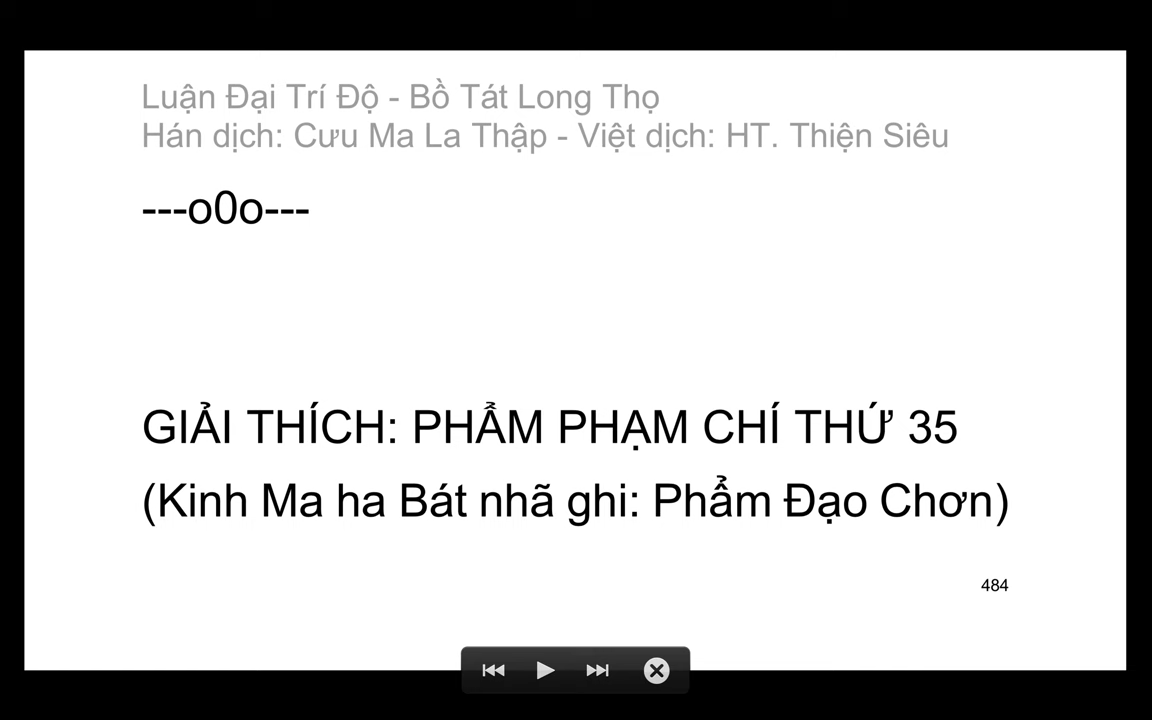 Luận Đại Trí Độ - Bồ Tát Long Thọ
Hán dịch: Cưu Ma La Thập - Việt dịch: HT. Thiện Siêu
---o0o---
GIẢI THÍCH: PHẨM PHẠM CHÍ THỨ 35
(Kinh Ma ha Bát nhã ghi: Phẩm Đạo Chơn)
484